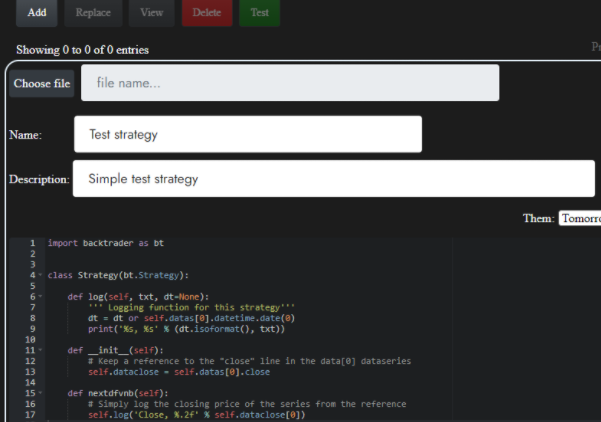 Add Replace View Delete Test
Showing 0 to 0 of 0 entries
Choose file file name...
Name: Test strategy
Description: Simple test strategy
Them: Tomorro
1 import backtrader as bt
2
3
4 class Strategy(bt.Strategy):
5
6 def log(self, txt, dt=None):
7 ''' Logging function for this strategy'''
8 dt = dt or self.datas[0].datetime.date(0)
9 print('%s, %s' % (dt.isoformat(), txt))
10
11 def __init__(self):
12 # Keep a reference to the "close" line in the data[0] dataseries
13 self.dataclose = self.datas[0].close
14
15 def nextdfvnb(self):
16 # Simply log the closing price of the series from the reference
17 self.log('Close, %.2f' % self.dataclose[0])